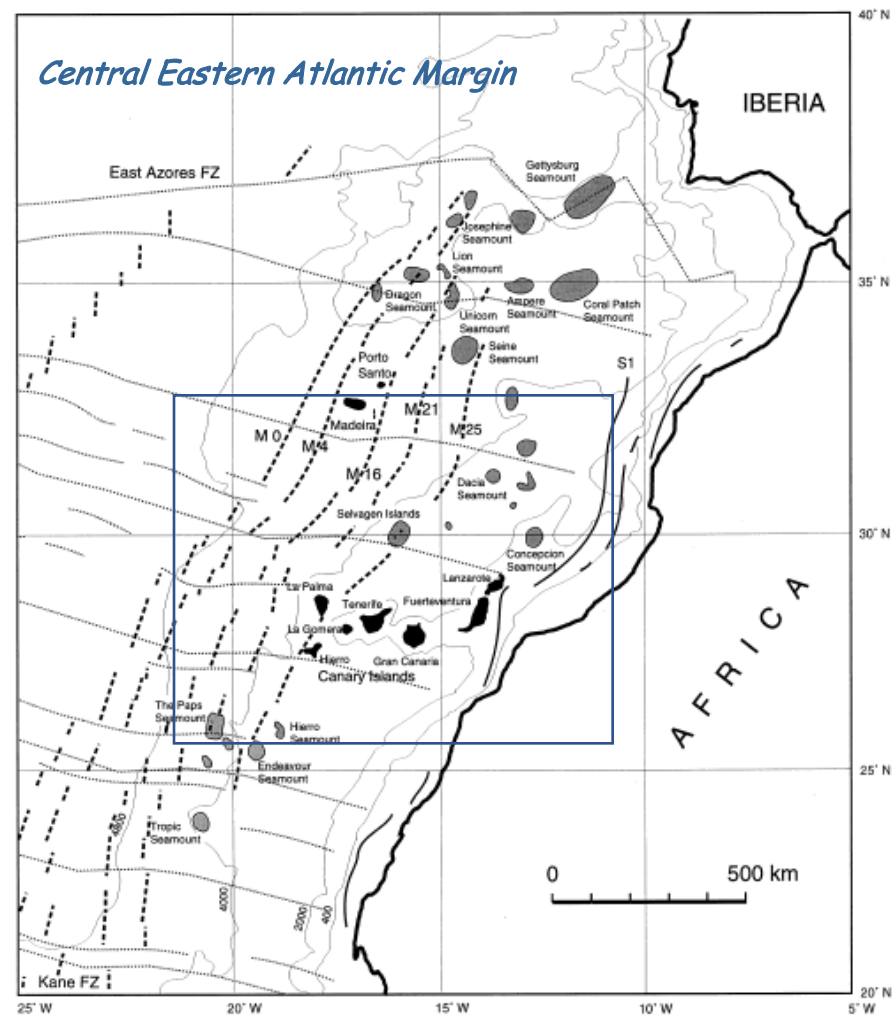 40° N
Central Eastern Atlantic Margin
IBERIA
Gettysburg
Seamount
East Azores FZ
Josephine
Seamount
Lion
Seamount
35° N
Dragon
Seamount
Ampere
Seamount
Coral Patch
Seamount
Unicorn
Seamount
Seine
Seamount
Porto
Santo
S1
M 21
Madeira
M 25
M 0
M 4
M 16
Dacia
Seamount
Selvagen Islands
30° N
Concepcion
Seamount
Lanzarote
La Palma
Tenerife
Fuerteventura
La Gomera
Hierro
Gran Canaria
Canary Islands
AFRICA
The Paps
Seamount
Hierro
Seamount
Endeavour
Seamount
25° N
4800
Tropic
Seamount
0 500 km
4000
2000
400
Kane FZ
20° N
25° W 20° W 15° W 10° W 5° W